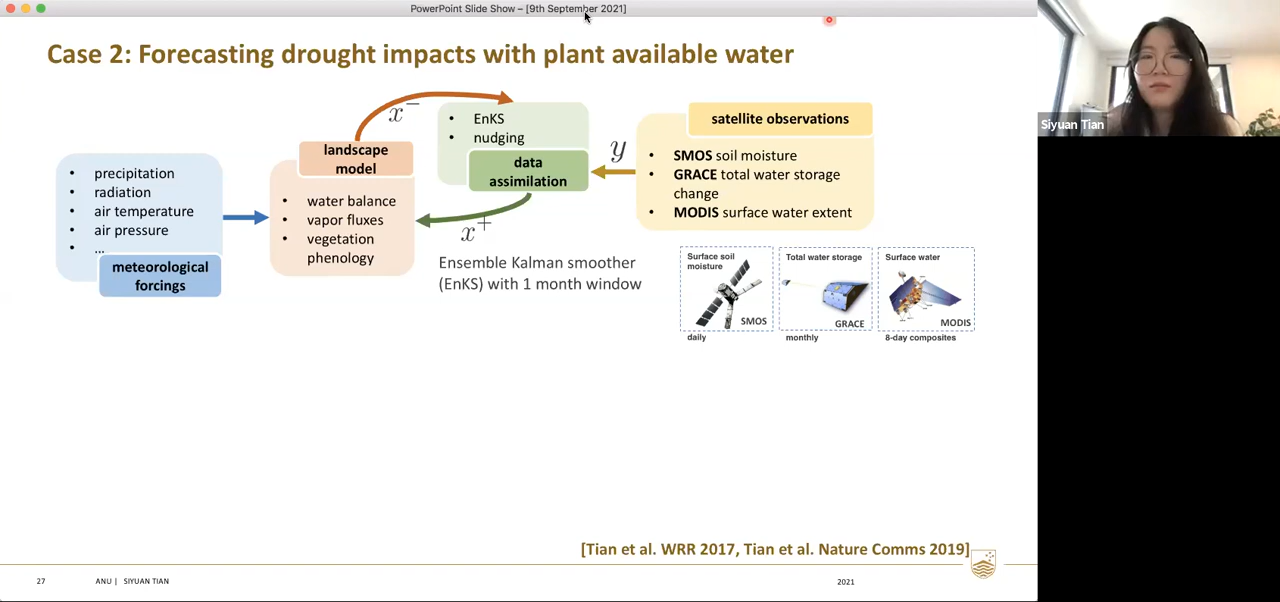 PowerPoint Slide Show – [9th September 2021]
Case 2: Forecasting drought impacts with plant available water
• precipitation
• radiation
• air temperature
• air pressure
• ...
meteorological
forcings
landscape
model
• water balance
• vapor fluxes
• vegetation
phenology
x⁻
• EnKS
• nudging
data
assimilation
x⁺
y
satellite observations
• SMOS soil moisture
• GRACE total water storage
change
• MODIS surface water extent
Ensemble Kalman smoother
(EnKS) with 1 month window
Surface soil
moisture
SMOS
daily
Total water storage
GRACE
monthly
Surface water
MODIS
8-day composites
[Tian et al. WRR 2017, Tian et al. Nature Comms 2019]
27 ANU | SIYUAN TIAN 2021
Siyuan Tian